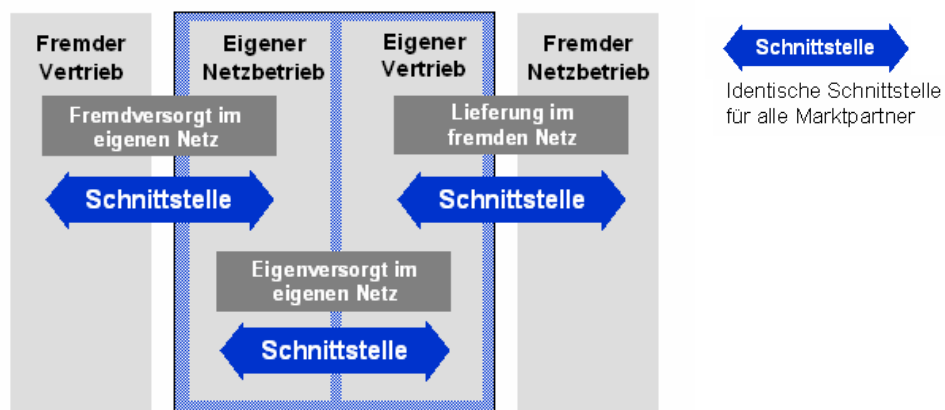 Fremder
Vertrieb
Eigener
Netzbetrieb
Eigener
Vertrieb
Fremder
Netzbetrieb
Schnittstelle
Identische Schnittstelle
für alle Marktpartner
Fremdversorgt im
eigenen Netz
Lieferung im
fremden Netz
Schnittstelle
Schnittstelle
Eigenversorgt im
eigenen Netz
Schnittstelle